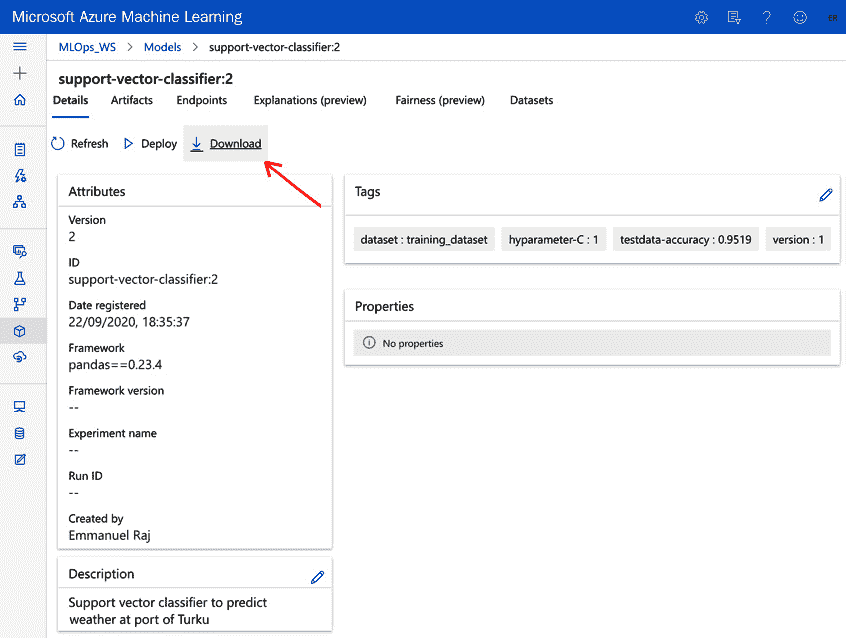 Microsoft Azure Machine Learning
ER
MLOps_WS > Models > support-vector-classifier:2
support-vector-classifier:2
Details Artifacts Endpoints Explanations (preview) Fairness (preview) Datasets
Refresh Deploy Download
Attributes
Version
2
ID
support-vector-classifier:2
Date registered
22/09/2020, 18:35:37
Framework
pandas==0.23.4
Framework version
--
Experiment name
--
Run ID
--
Created by
Emmanuel Raj
Description
Support vector classifier to predict
weather at port of Turku
Tags
dataset : training_dataset hyparameter-C : 1 testdata-accuracy : 0.9519 version : 1
Properties
No properties